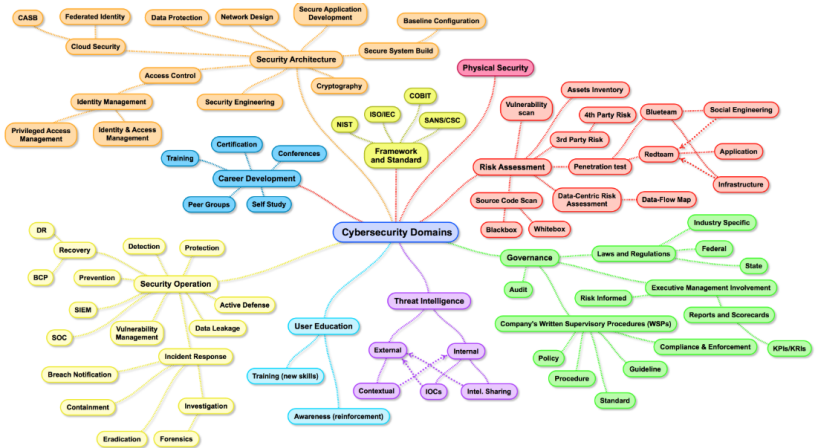 CASB
Federated Identity
Cloud Security
Data Protection
Network Design
Secure Application
Development
Baseline Configuration
Secure System Build
Security Architecture
Access Control
Cryptography
Security Engineering
Identity Management
Privileged Access
Management
Identity & Access
Management
Physical Security
COBIT
ISO/IEC
NIST
SANS/CSC
Framework
and Standard
Certification
Training
Conferences
Career Development
Peer Groups
Self Study
Assets Inventory
Vulnerability
scan
4th Party Risk
3rd Party Risk
Blueteam
Social Engineering
Redteam
Application
Risk Assessment
Penetration test
Infrastructure
Source Code Scan
Data-Centric Risk
Assessment
Data-Flow Map
Blackbox
Whitebox
Cybersecurity Domains
Industry Specific
Governance
Laws and Regulations
Federal
State
Audit
Executive Management Involvement
Risk Informed
Reports and Scorecards
Company's Written Supervisory Procedures (WSPs)
Compliance & Enforcement
KPIs/KRIs
Policy
Guideline
Procedure
Standard
DR
Detection
Protection
Recovery
BCP
Prevention
Security Operation
Active Defense
SIEM
SOC
Vulnerability
Management
Data Leakage
Incident Response
Breach Notification
Containment
Investigation
Eradication
Forensics
Threat Intelligence
External
Internal
Contextual
IOCs
Intel. Sharing
User Education
Training (new skills)
Awareness (reinforcement)